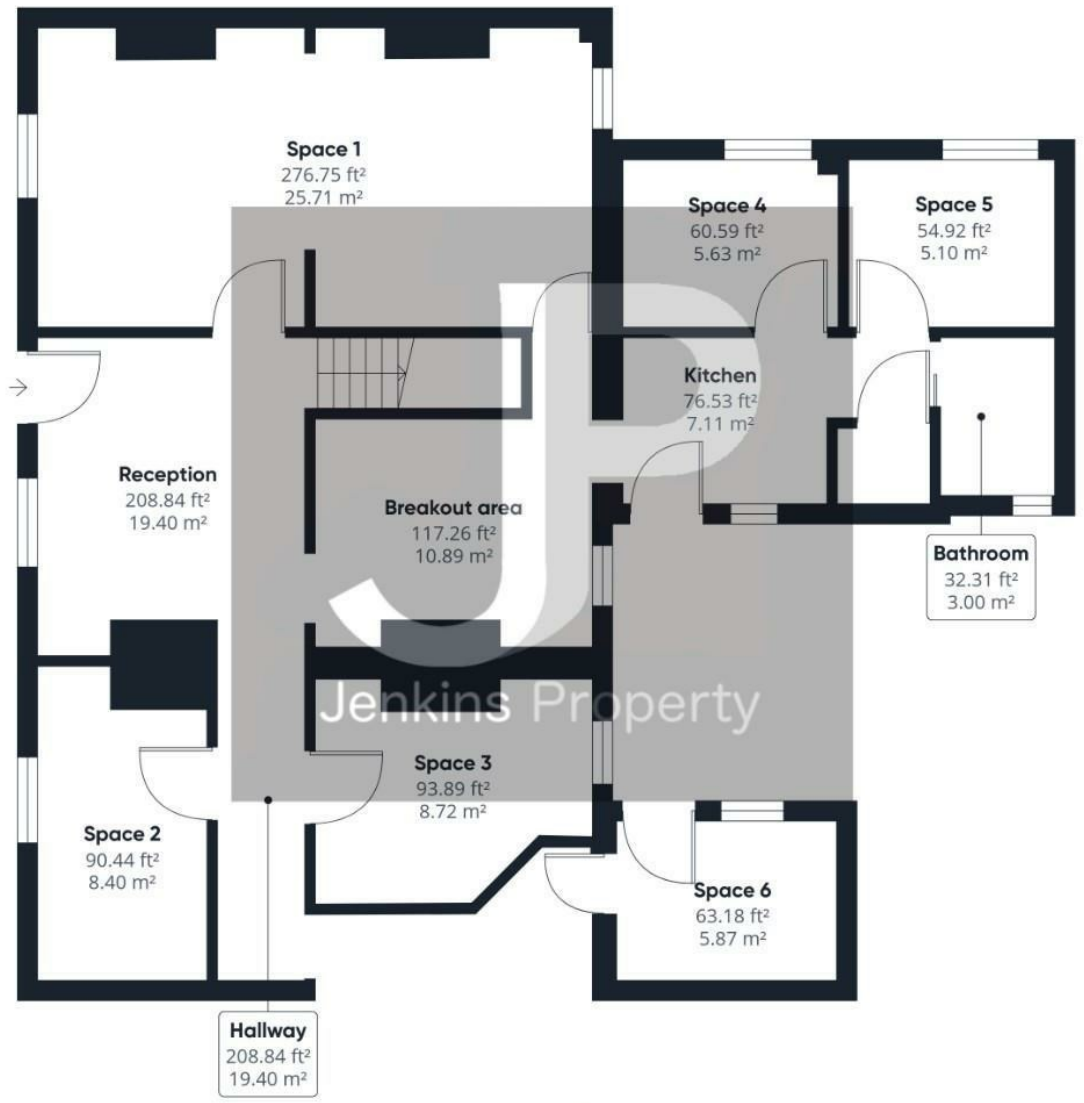 Space 1
276.75 ft²
25.71 m²
Space 4
60.59 ft²
5.63 m²
Space 5
54.92 ft²
5.10 m²
Kitchen
76.53 ft²
7.11 m²
Reception
208.84 ft²
19.40 m²
Breakout area
117.26 ft²
10.89 m²
Bathroom
32.31 ft²
3.00 m²
JP
Jenkins Property
Space 3
93.89 ft²
8.72 m²
Space 2
90.44 ft²
8.40 m²
Space 6
63.18 ft²
5.87 m²
Hallway
208.84 ft²
19.40 m²